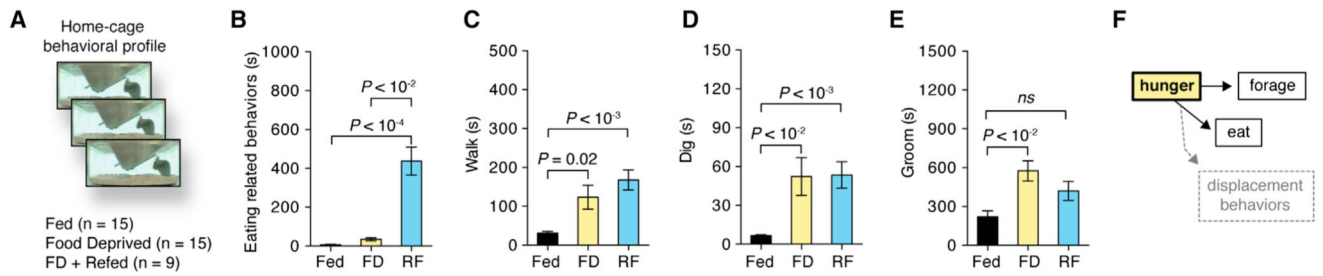 A
Home-cage
behavioral profile
Fed (n = 15)
Food Deprived (n = 15)
FD + Refed (n = 9)
B
Eating related behaviors (s)
1000
800
600
400
200
0
P < 10-2
P < 10-4
Fed FD RF
C
Walk (s)
500
400
300
200
100
0
P < 10-3
P = 0.02
Fed FD RF
D
Dig (s)
150
120
90
60
30
0
P < 10-3
P < 10-2
Fed FD RF
E
Groom (s)
1500
1200
900
600
300
0
ns
P < 10-2
Fed FD RF
F
hunger
forage
eat
displacement
behaviors